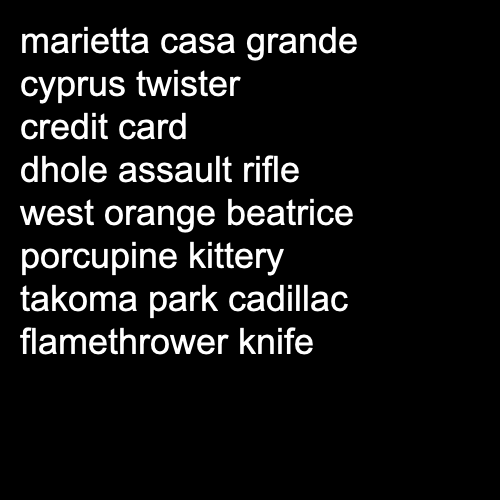 marietta casa grande
cyprus twister
credit card
dhole assault rifle
west orange beatrice
porcupine kittery
takoma park cadillac
flamethrower knife